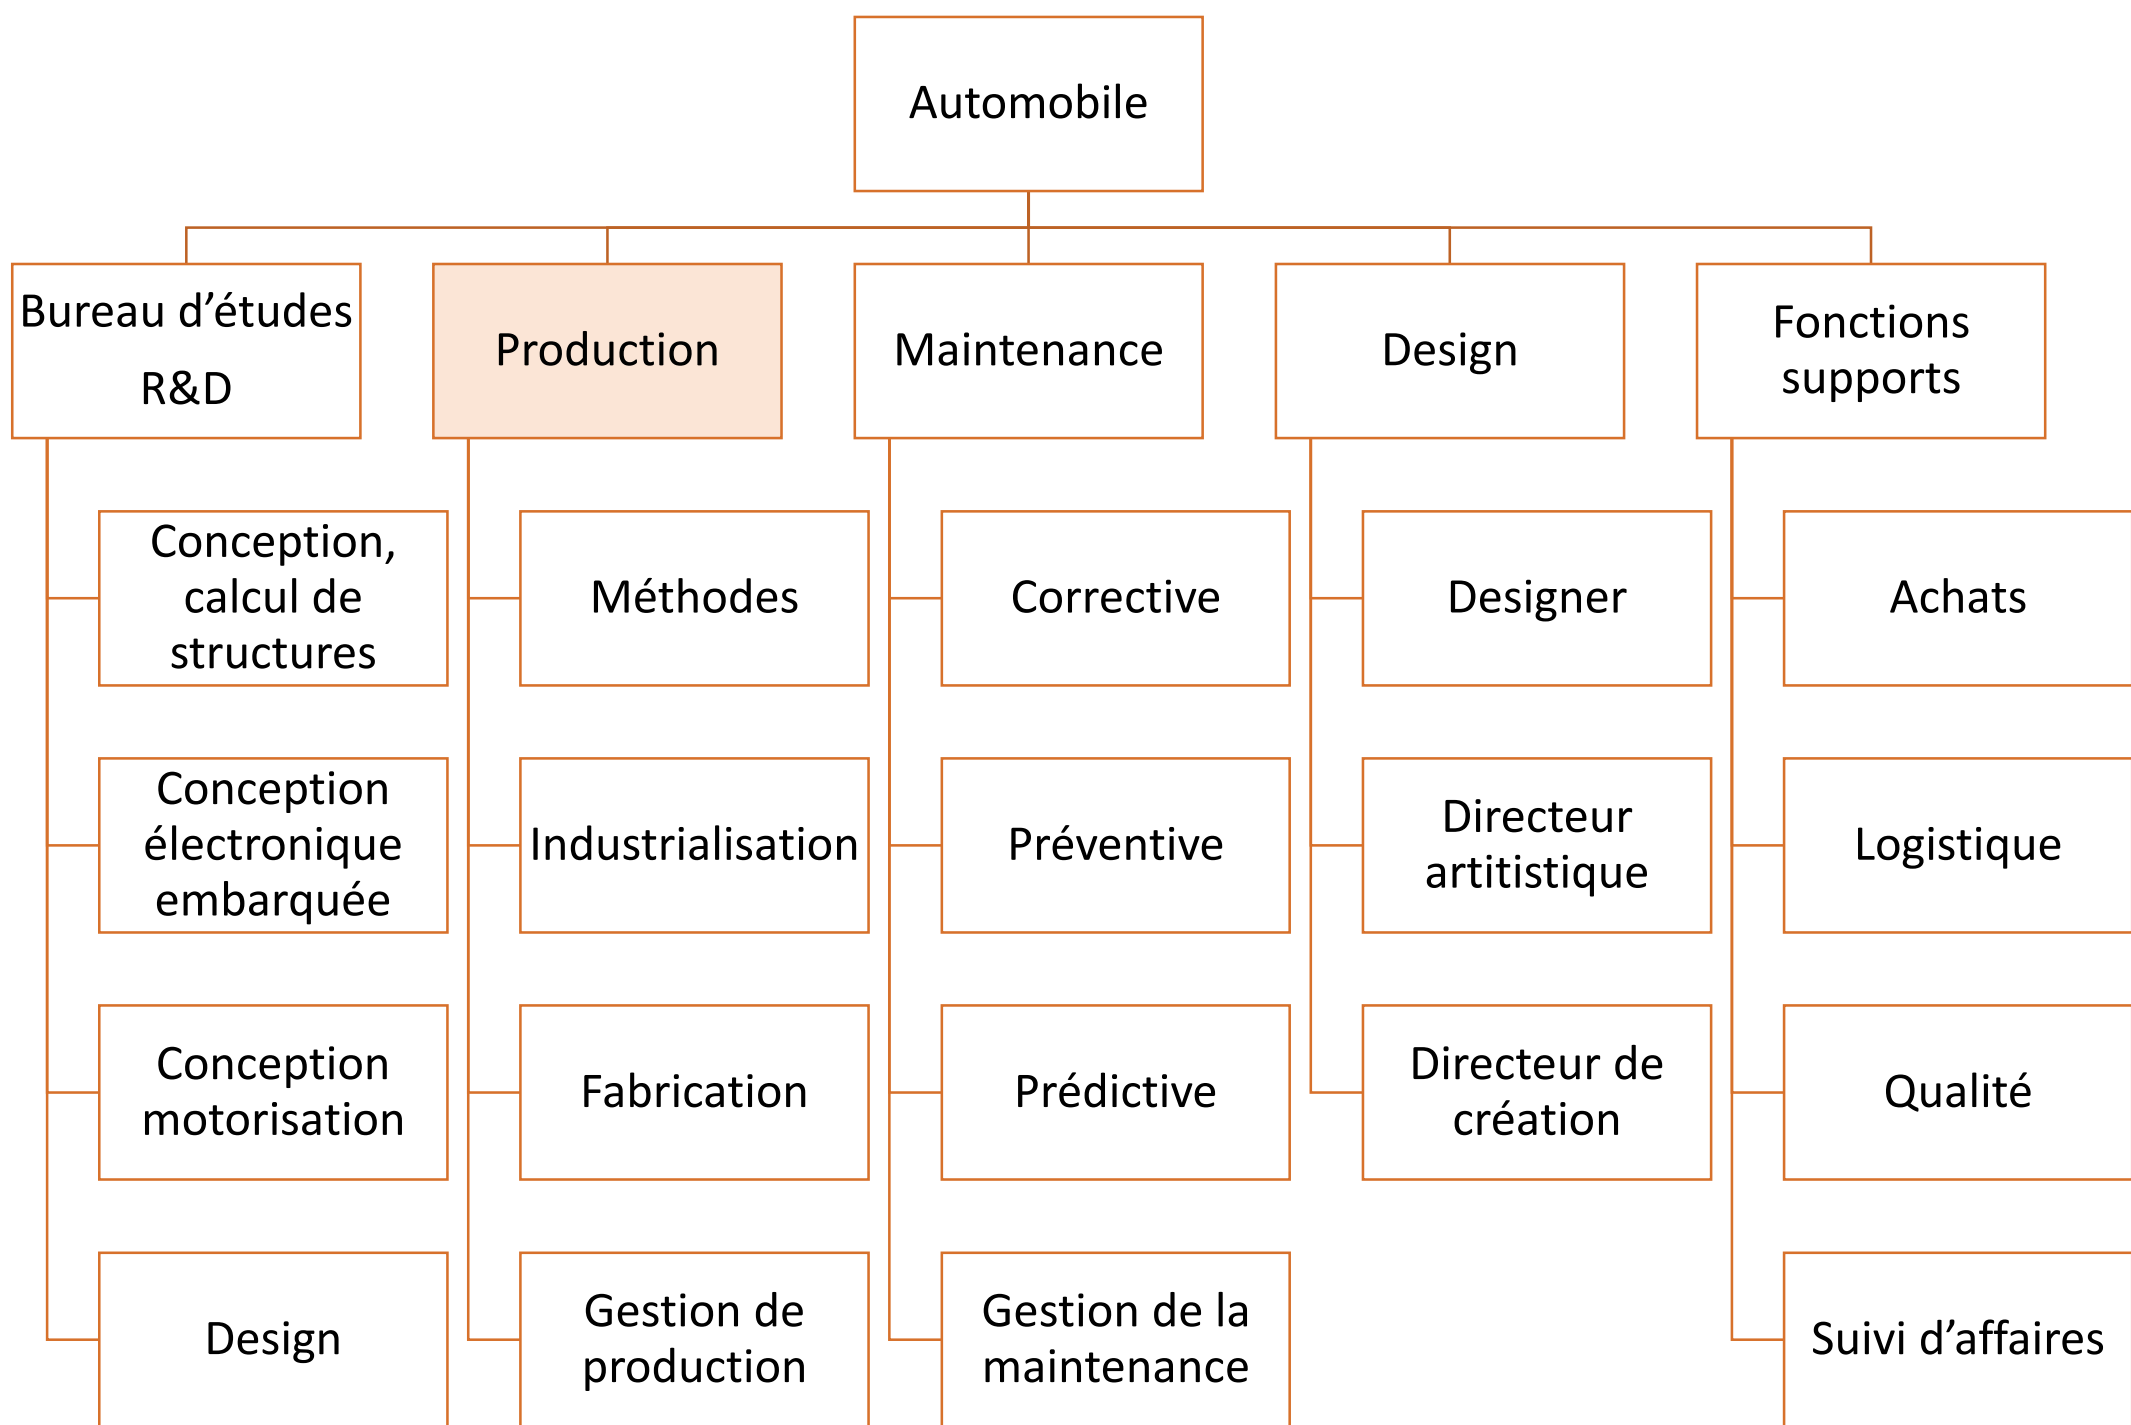 Automobile
Bureau d’études
R&D
Production
Maintenance
Design
Fonctions
supports
Conception,
calcul de
structures
Méthodes
Corrective
Designer
Achats
Conception
électronique
embarquée
Industrialisation
Préventive
Directeur
artitistique
Logistique
Conception
motorisation
Fabrication
Prédictive
Directeur de
création
Qualité
Design
Gestion de
production
Gestion de la
maintenance
Suivi d’affaires